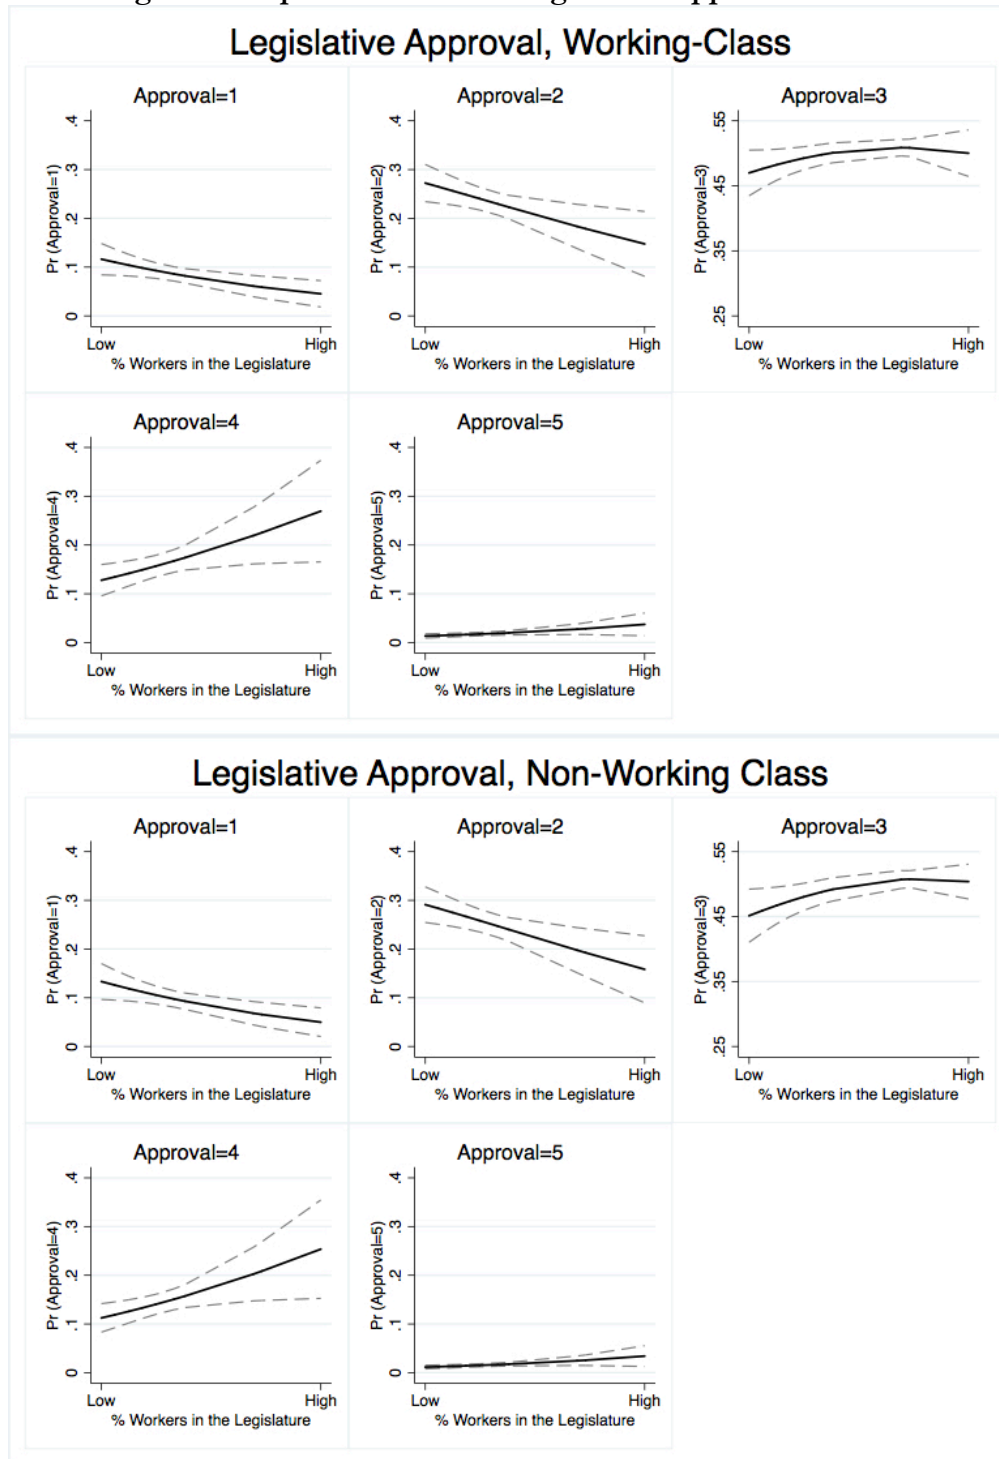 Legislative Approval, Working-Class
Approval=1
Pr (Approval=1)
.4
.3
.2
.1
0
Low High
% Workers in the Legislature
Approval=2
Pr (Approval=2)
.4
.3
.2
.1
0
Low High
% Workers in the Legislature
Approval=3
Pr (Approval=3)
.55
.45
.35
.25
Low High
% Workers in the Legislature
Approval=4
Pr (Approval=4)
.4
.3
.2
.1
0
Low High
% Workers in the Legislature
Approval=5
Pr (Approval=5)
.4
.3
.2
.1
0
Low High
% Workers in the Legislature
Legislative Approval, Non-Working Class
Approval=1
Pr (Approval=1)
.4
.3
.2
.1
0
Low High
% Workers in the Legislature
Approval=2
Pr (Approval=2)
.4
.3
.2
.1
0
Low High
% Workers in the Legislature
Approval=3
Pr (Approval=3)
.55
.45
.35
.25
Low High
% Workers in the Legislature
Approval=4
Pr (Approval=4)
.4
.3
.2
.1
0
Low High
% Workers in the Legislature
Approval=5
Pr (Approval=5)
.4
.3
.2
.1
0
Low High
% Workers in the Legislature